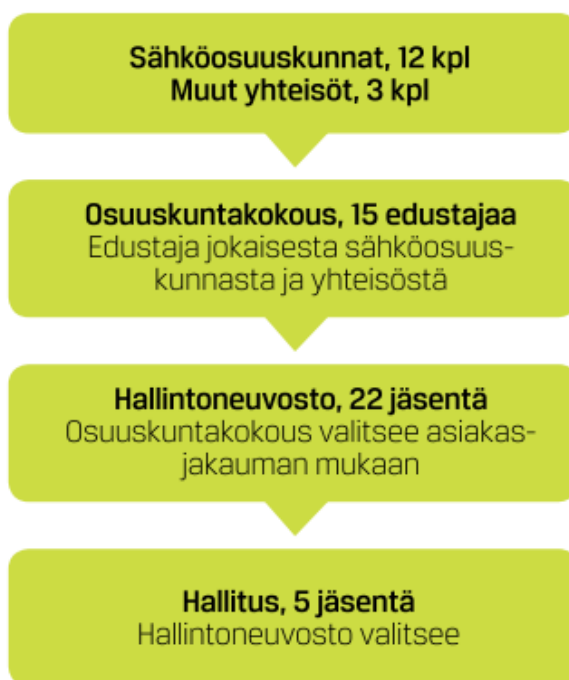 Sähköosuuskunnat, 12 kpl
Muut yhteisöt, 3 kpl
Osuuskuntakokous, 15 edustajaa
Edustaja jokaisesta sähköosuus-
kunnasta ja yhteisöstä
Hallintoneuvosto, 22 jäsentä
Osuuskuntakokous valitsee asiakas-
jakauman mukaan
Hallitus, 5 jäsentä
Hallintoneuvosto valitsee